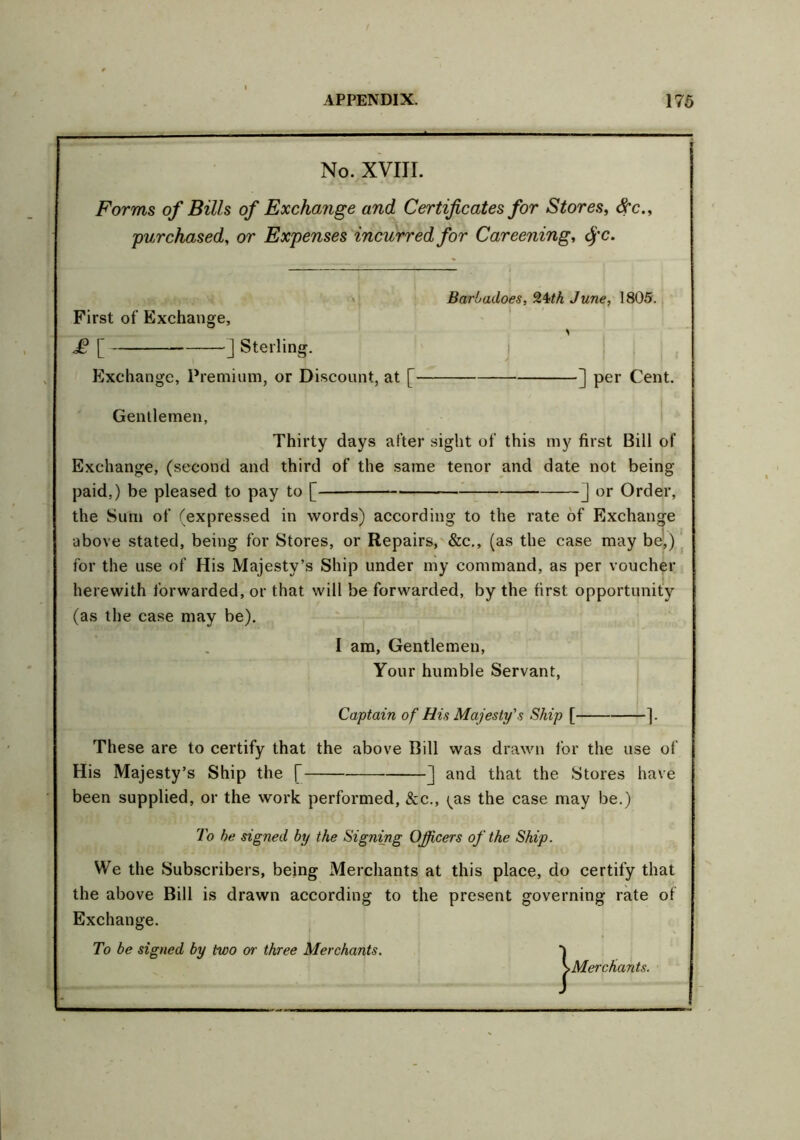 APPENDIX. 175
No. XVIII.
Forms of Bills of Exchange and Certificates for Stores, &c.,
purchased, or Expenses incurred for Careening, &c.
Barbadoes, 24th June, 1805.
First of Exchange,
£ [————] Sterling.
Exchange, Premium, or Discount, at [————] per Cent.
Gentlemen,
Thirty days after sight of this my first Bill of
Exchange, (second and third of the same tenor and date not being
paid,) be pleased to pay to [————] or Order,
the Sum of (expressed in words) according to the rate of Exchange
above stated, being for Stores, or Repairs, &c., (as the case may be,)
for the use of His Majesty's Ship under my command, as per voucher
herewith forwarded, or that will be forwarded, by the first opportunity
(as the case may be).
I am, Gentlemen,
Your humble Servant,
Captain of His Majesty's Ship [————].
These are to certify that the above Bill was drawn for the use of
His Majesty's Ship the [————] and that the Stores have
been supplied, or the work performed, &c., (as the case may be.)
To be signed by the Signing Officers of the Ship.
We the Subscribers, being Merchants at this place, do certify that
the above Bill is drawn according to the present governing rate of
Exchange.
To be signed by two or three Merchants.
} Merchants.